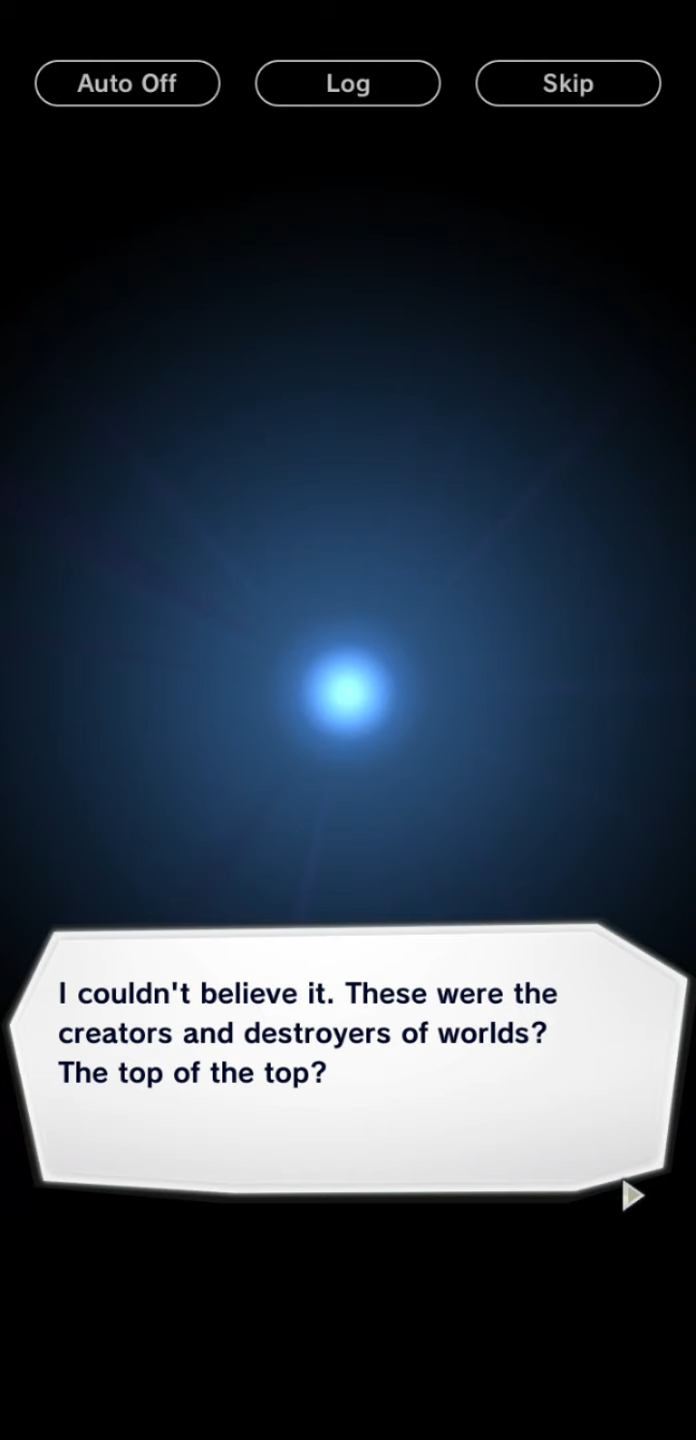 Auto Off
Log
Skip
I couldn't believe it. These were the
creators and destroyers of worlds?
The top of the top?